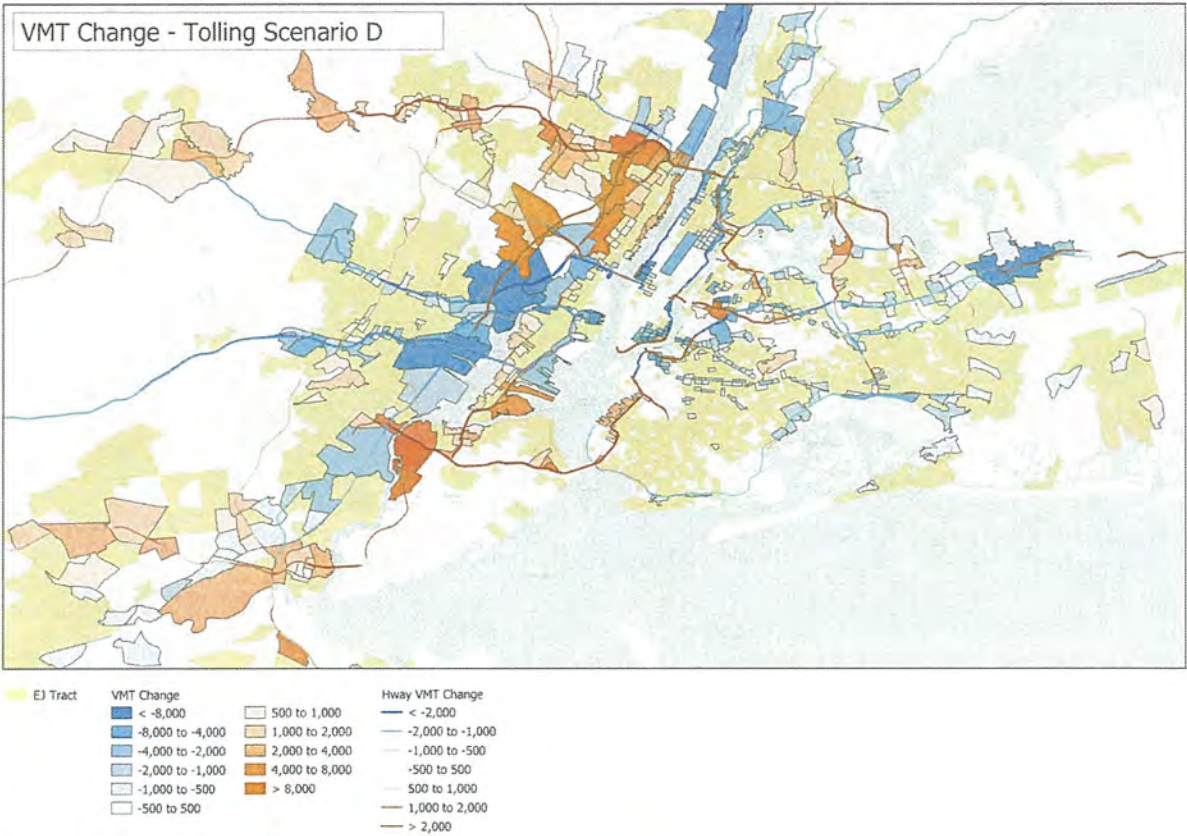 VMT Change - Tolling Scenario D
EJ Tract
VMT Change
< -8,000
-8,000 to -4,000
-4,000 to -2,000
-2,000 to -1,000
-1,000 to -500
-500 to 500
500 to 1,000
1,000 to 2,000
2,000 to 4,000
4,000 to 8,000
> 8,000
Hway VMT Change
< -2,000
-2,000 to -1,000
-1,000 to -500
-500 to 500
500 to 1,000
1,000 to 2,000
> 2,000